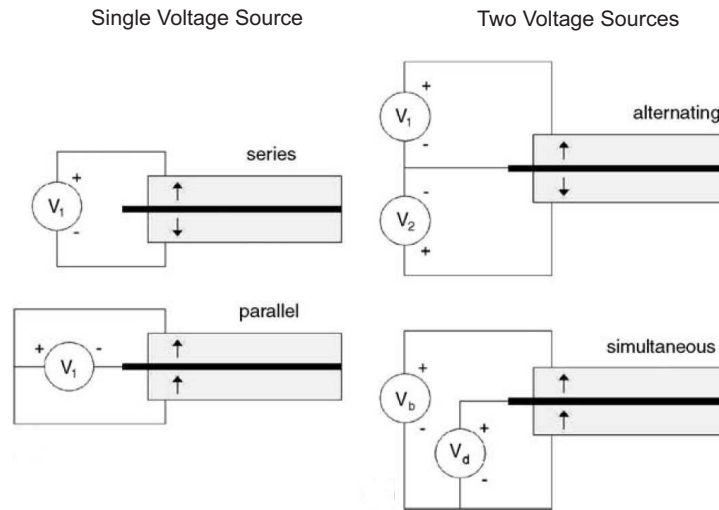 Single Voltage Source
Two Voltage Sources
series
+
V1
-
parallel
+
V1
-
alternating
+
V1
-
-
V2
+
simultaneous
+
Vb
-
+
Vd
-